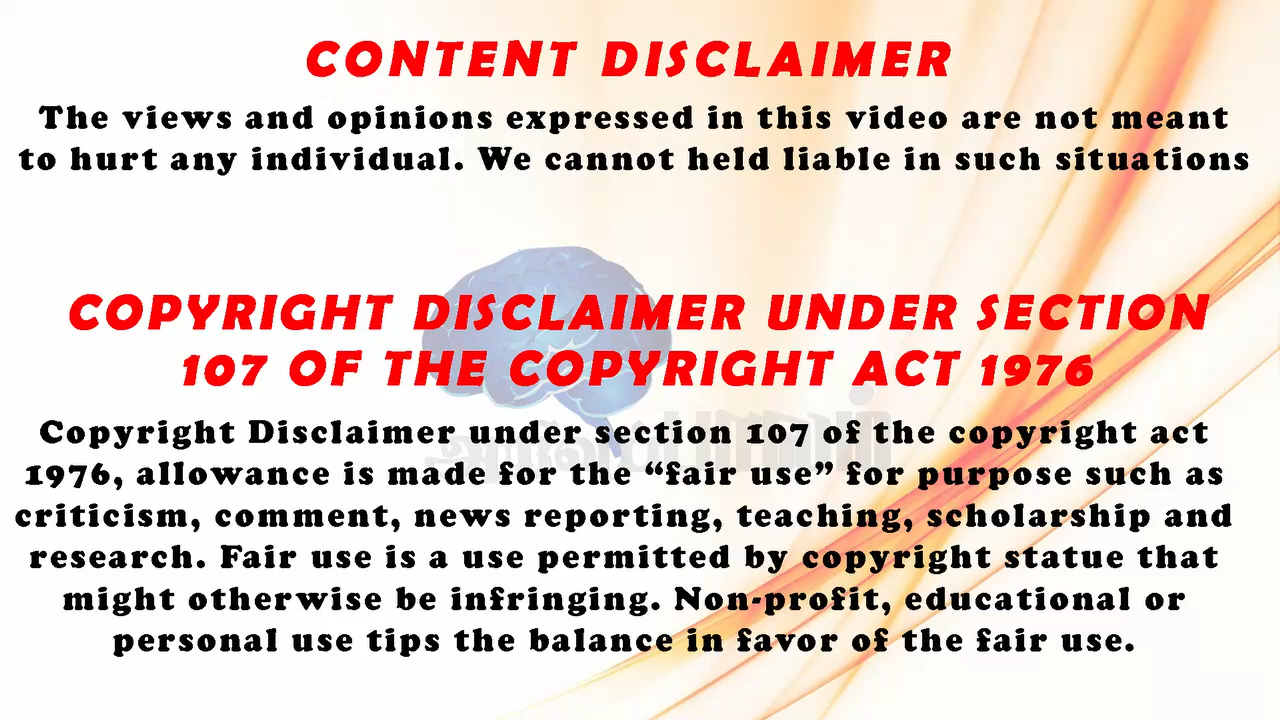 CONTENT DISCLAIMER
The views and opinions expressed in this video are not meant
to hurt any individual. We cannot held liable in such situations
COPYRIGHT DISCLAIMER UNDER SECTION
107 OF THE COPYRIGHT ACT 1976
Copyright Disclaimer under section 107 of the copyright act
1976, allowance is made for the “fair use” for purpose such as
criticism, comment, news reporting, teaching, scholarship and
research. Fair use is a use permitted by copyright statue that
might otherwise be infringing. Non-profit, educational or
personal use tips the balance in favor of the fair use.